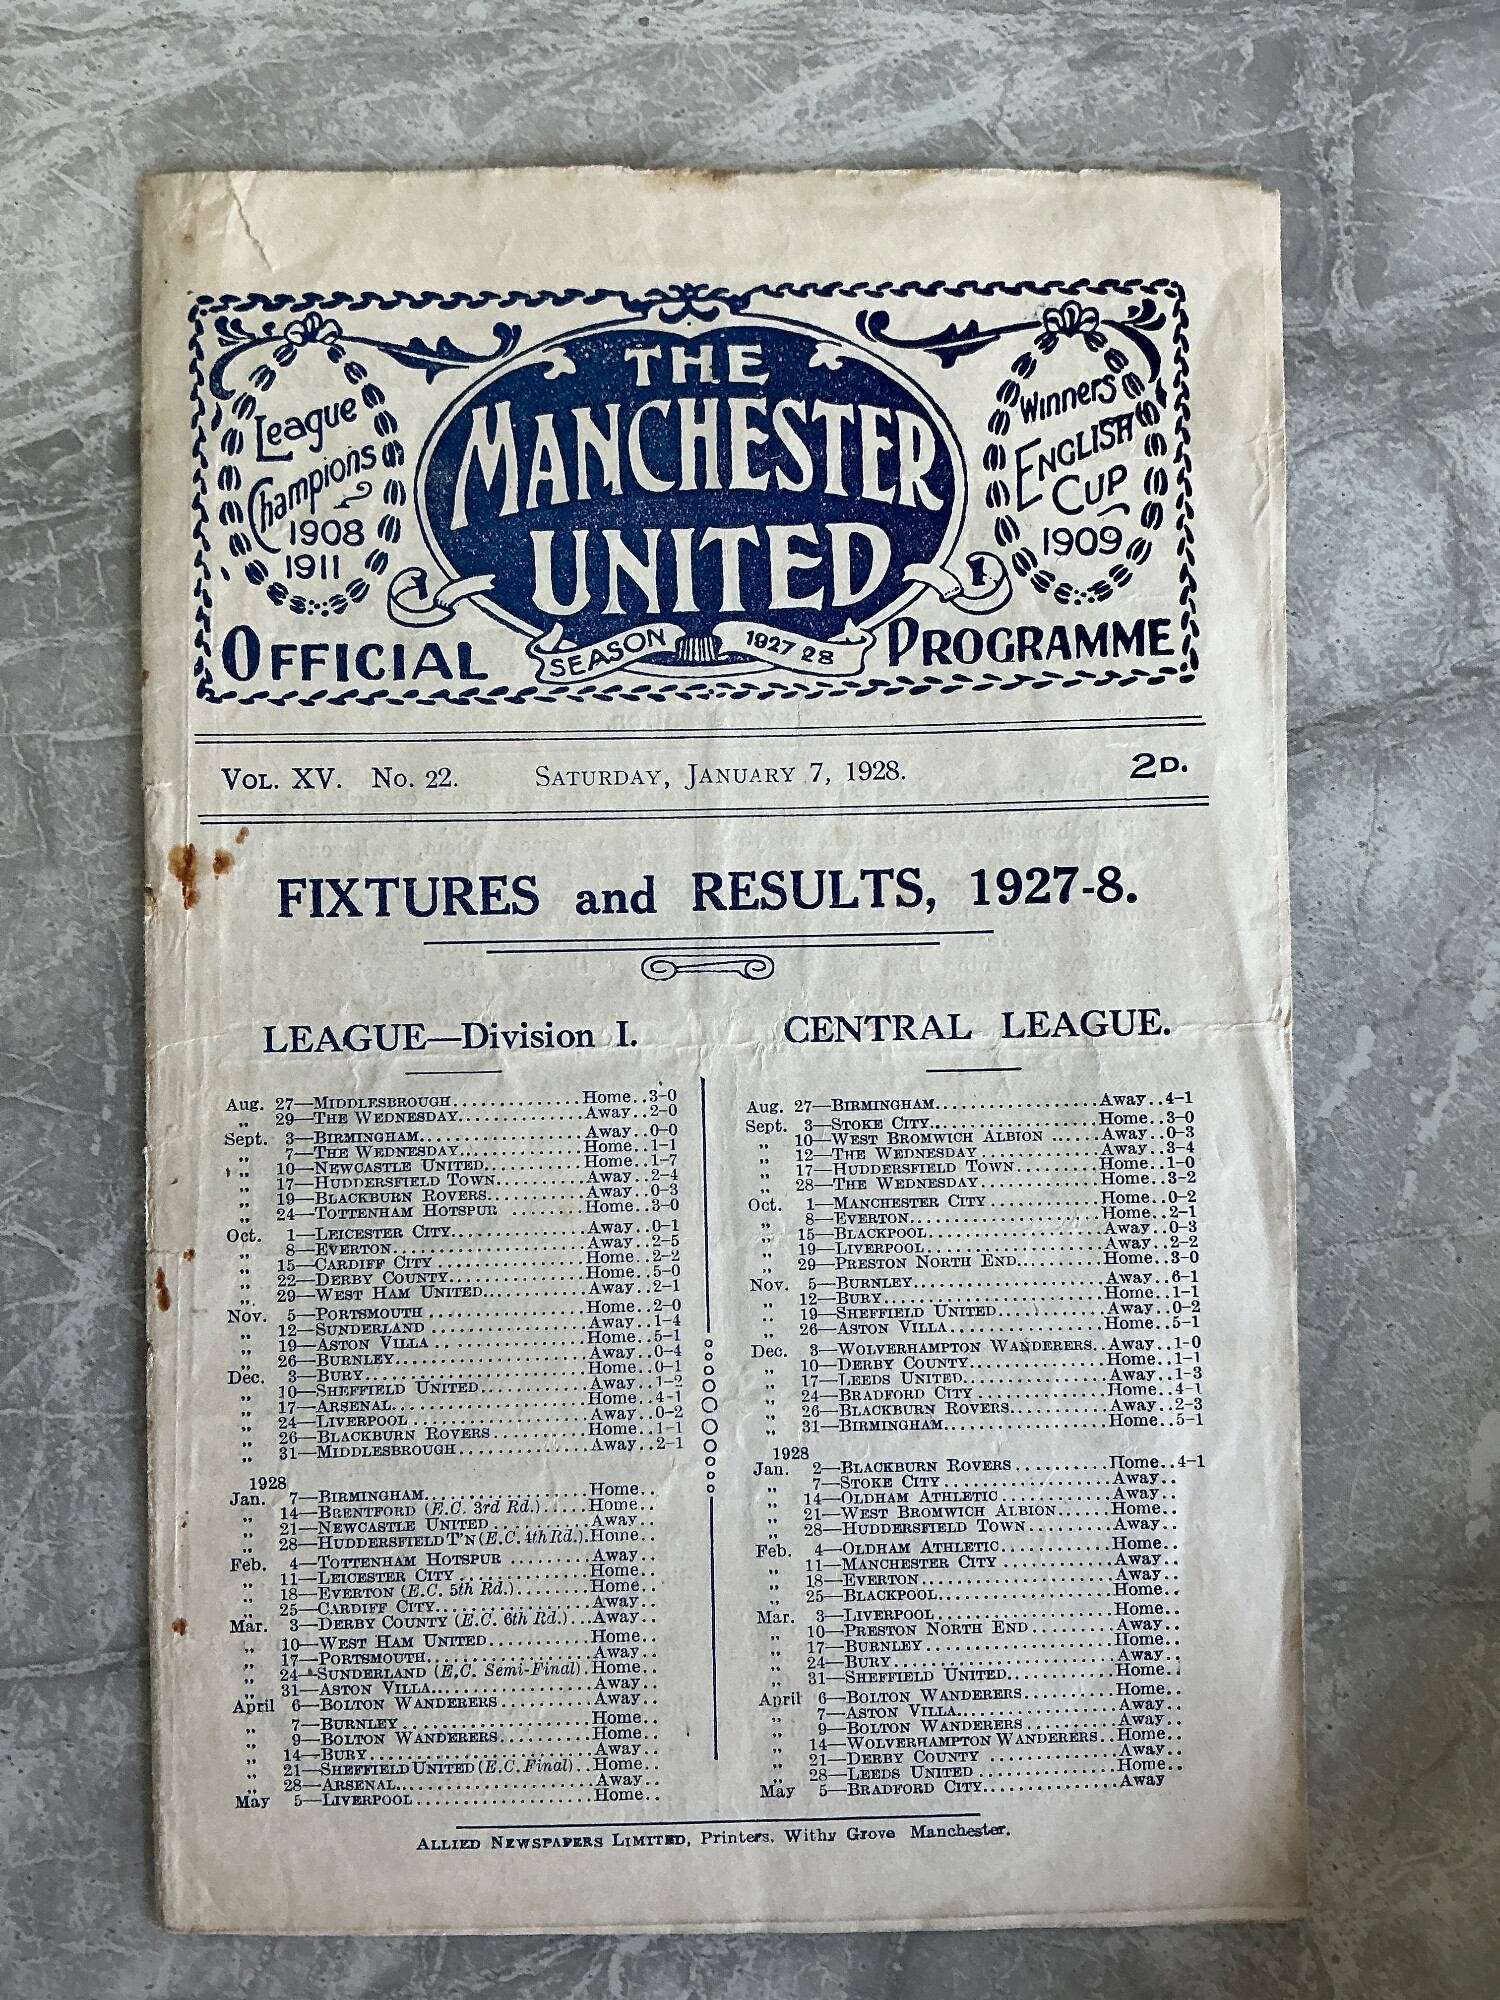 League Champions 1908 1911
THE MANCHESTER UNITED
Winners ENGLISH CUP 1909
OFFICIAL SEASON 1927 28 PROGRAMME
VOL. XV. No. 22. SATURDAY, JANUARY 7, 1928. 2D.
FIXTURES and RESULTS, 1927-8.
LEAGUE—Division I.
Aug. 27—MIDDLESBROUGH..............Home..3-0
„ 29—THE WEDNESDAY..............Away..2-0
Sept. 3—BIRMINGHAM..................Away..0-0
„ 7—THE WEDNESDAY..............Home..1-1
„ 10—NEWCASTLE UNITED...........Home..1-7
„ 17—HUDDERSFIELD TOWN..........Away..2-4
„ 19—BLACKBURN ROVERS...........Away..0-3
„ 24—TOTTENHAM HOTSPUR ........Home..3-0
Oct. 1—LEICESTER CITY...............Away..0-1
„ 8—EVERTON.....................Away..2-5
„ 15—CARDIFF CITY ................Home..2-2
„ 22—DERBY COUNTY................Home..5-0
„ 29—WEST HAM UNITED............Away..2-1
Nov. 5—PORTSMOUTH ..................Home..2-0
„ 12—SUNDERLAND .................Away..1-4
„ 19—ASTON VILLA .................Home..5-1
„ 26—BURNLEY.....................Away..0-4
Dec. 3—BURY........................Home..0-1
„ 10—SHEFFIELD UNITED ............Away..1-2
„ 17—ARSENAL.....................Home..4-1
„ 24—LIVERPOOL ...................Away..0-2
„ 26—BLACKBURN ROVERS...........Home..1-1
„ 31—MIDDLESBROUGH..............Away..2-1
1928
Jan. 7—BIRMINGHAM..................Home..
„ 14—BRENTFORD (E.C. 3rd Rd.).....Home..
„ 21—NEWCASTLE UNITED...........Away..
„ 28—HUDDERSFIELD T'N (E.C. 4th Rd.).Home..
Feb. 4—TOTTENHAM HOTSPUR .........Away..
„ 11—LEICESTER CITY...............Home..
„ 18—EVERTON (E.C. 5th Rd.)........Home..
„ 25—CARDIFF CITY.................Away..
Mar. 3—DERBY COUNTY (E.C. 6th Rd.)...Away..
„ 10—WEST HAM UNITED............Home..
„ 17—PORTSMOUTH..................Away..
„ 24—SUNDERLAND (E.C. Semi-Final).Home..
„ 31—ASTON VILLA..................Away..
April 6—BOLTON WANDERERS...........Away..
„ 7—BURNLEY .....................Home..
„ 9—BOLTON WANDERERS...........Home..
„ 14—BURY ........................Away..
„ 21—SHEFFIELD UNITED (E.C. Final)..Home..
„ 28—ARSENAL.....................Away..
May 5—LIVERPOOL...................Home..
CENTRAL LEAGUE.
Aug. 27—BIRMINGHAM..................Away..4-1
Sept. 3—STOKE CITY...................Home..3-0
„ 10—WEST BROMWICH ALBION ......Away..0-3
„ 12—THE WEDNESDAY ..............Away..3-4
„ 17—HUDDERSFIELD TOWN..........Home..1-0
„ 28—THE WEDNESDAY..............Home..3-2
Oct. 1—MANCHESTER CITY .............Home..0-2
„ 8—EVERTON.....................Home..2-1
„ 15—BLACKPOOL...................Away..0-3
„ 19—LIVERPOOL...................Away..2-2
„ 29—PRESTON NORTH END..........Home..3-0
Nov. 5—BURNLEY.....................Away..6-1
„ 12—BURY........................Home..1-1
„ 19—SHEFFIELD UNITED............Away..0-2
„ 26—ASTON VILLA.................Home..5-1
Dec. 3—WOLVERHAMPTON WANDERERS..Away..1-0
„ 10—DERBY COUNTY................Home..1-1
„ 17—LEEDS UNITED................Away..1-3
„ 24—BRADFORD CITY ...............Home..4-1
„ 26—BLACKBURN ROVERS...........Away..2-3
„ 31—BIRMINGHAM..................Home..5-1
1928
Jan. 2—BLACKBURN ROVERS ..........Home..4-1
„ 7—STOKE CITY ..................Away..
„ 14—OLDHAM ATHLETIC ............Away..
„ 21—WEST BROMWICH ALBION......Home..
„ 28—HUDDERSFIELD TOWN .........Away..
Feb. 4—OLDHAM ATHLETIC.............Home..
„ 11—MANCHESTER CITY ............Away..
„ 18—EVERTON.....................Away..
„ 25—BLACKPOOL...................Home..
Mar. 3—LIVERPOOL...................Home..
„ 10—PRESTON NORTH END .........Away..
„ 17—BURNLEY ....................Home..
„ 24—BURY........................Away..
„ 31—SHEFFIELD UNITED............Home..
April 6—BOLTON WANDERERS..........Home..
„ 7—ASTON VILLA.................Away..
„ 9—BOLTON WANDERERS..........Away..
„ 14—WOLVERHAMPTON WANDERERS..Home..
„ 21—DERBY COUNTY ...............Away..
„ 28—LEEDS UNITED ................Home..
May 5—BRADFORD CITY...............Away
ALLIED NEWSPAPERS LIMITED, Printers, Withy Grove Manchester.